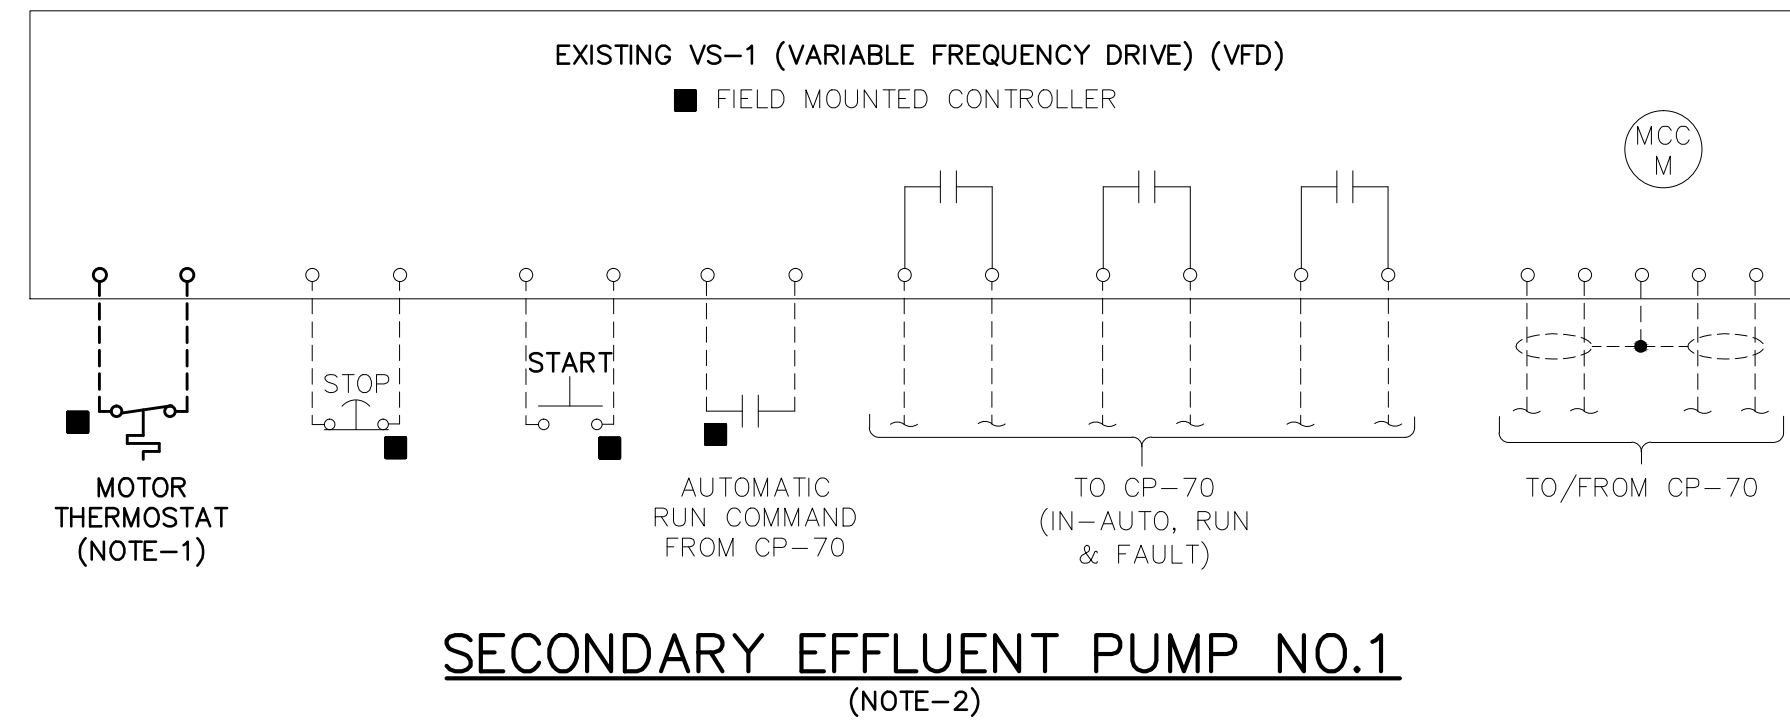 EXISTING VS-1 (VARIABLE FREQUENCY DRIVE) (VFD)
FIELD MOUNTED CONTROLLER
MCC
M
STOP
START
MOTOR
THERMOSTAT
(NOTE-1)
AUTOMATIC
RUN COMMAND
FROM CP-70
TO CP-70
(IN-AUTO, RUN
& FAULT)
TO/FROM CP-70
SECONDARY EFFLUENT PUMP NO.1
(NOTE-2)